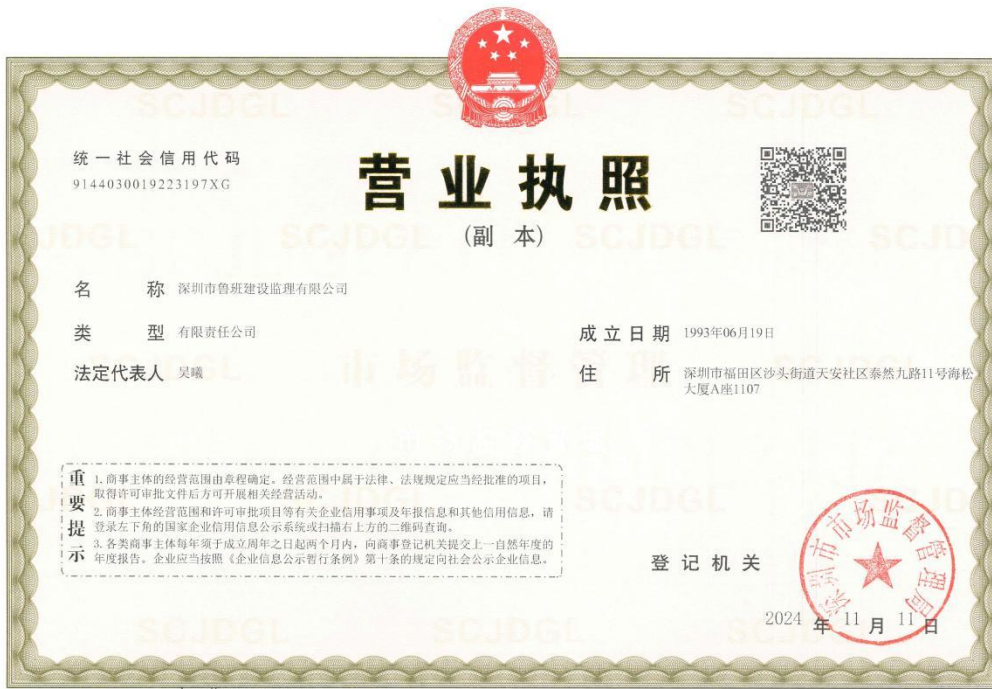 统一社会信用代码
9144030019223197XG
营业执照
(副 本)
名 称 深圳市鲁班建设监理有限公司
类 型 有限责任公司
法定代表人 吴曦
成立日期 1993年06月19日
住 所 深圳市福田区沙头街道天安社区泰然九路11号海松
大厦A座1107
重要提示
1. 商事主体的经营范围由章程确定。经营范围中属于法律、法规规定应当经批准的项目，
取得许可审批文件后方可开展相关经营活动。
2. 商事主体经营范围和许可审批项目等有关企业信用事项及年报信息和其他信用信息，请
登录左下角的国家企业信用信息公示系统或扫描右上方的二维码查询。
3. 各类商事主体每年须于成立周年之日起两个月内，向商事登记机关提交上一自然年度的
年度报告。企业应当按照《企业信息公示暂行条例》第十条的规定向社会公示企业信息。
登记机关
深圳市市场监督管理局
2024 年 11 月 11 日
SCJDGL
市场监督管理